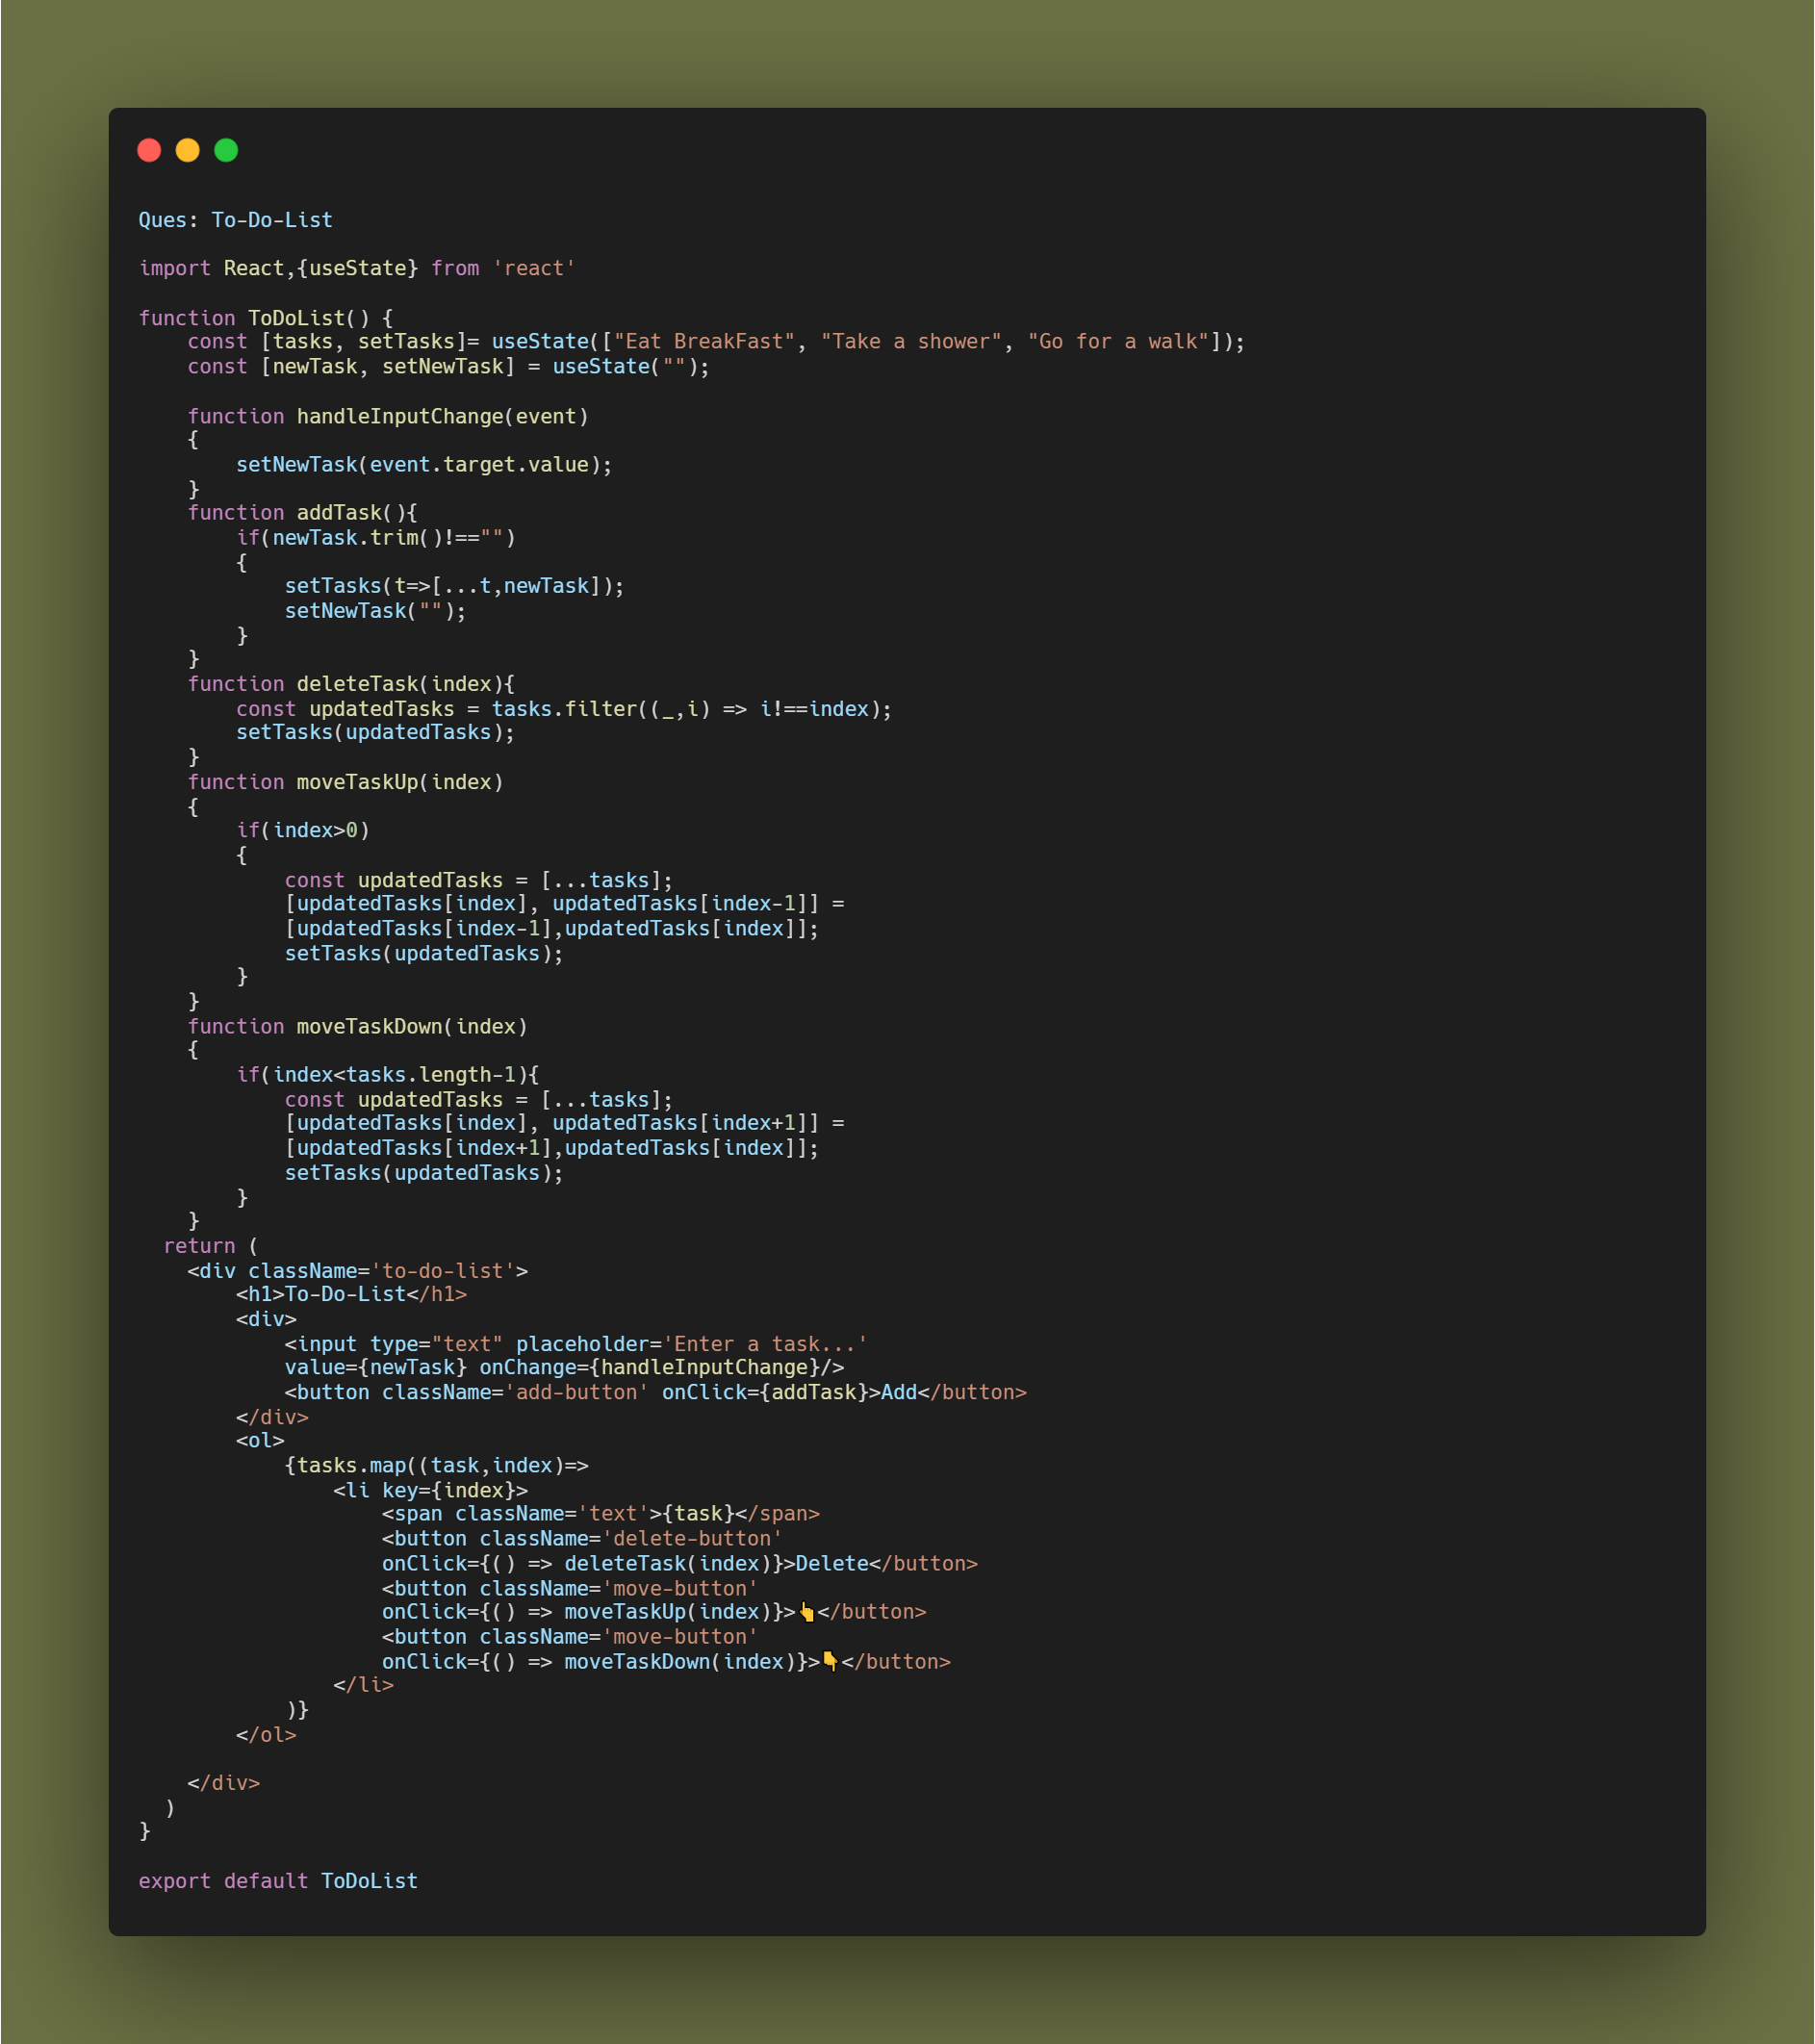 Ques: To-Do-List
import React,{useState} from 'react'
function ToDoList() {
const [tasks, setTasks]= useState(["Eat BreakFast", "Take a shower", "Go for a walk"]);
const [newTask, setNewTask] = useState("");
function handleInputChange(event)
{
setNewTask(event.target.value);
}
function addTask(){
if(newTask.trim()!=="")
{
setTasks(t=>[...t,newTask]);
setNewTask("");
}
}
function deleteTask(index){
const updatedTasks = tasks.filter((_,i) => i!==index);
setTasks(updatedTasks);
}
function moveTaskUp(index)
{
if(index>0)
{
const updatedTasks = [...tasks];
[updatedTasks[index], updatedTasks[index-1]] =
[updatedTasks[index-1],updatedTasks[index]];
setTasks(updatedTasks);
}
}
function moveTaskDown(index)
{
if(index<tasks.length-1){
const updatedTasks = [...tasks];
[updatedTasks[index], updatedTasks[index+1]] =
[updatedTasks[index+1],updatedTasks[index]];
setTasks(updatedTasks);
}
}
return (
<div className='to-do-list'>
<h1>To-Do-List</h1>
<div>
<input type="text" placeholder='Enter a task...'
value={newTask} onChange={handleInputChange}/>
<button className='add-button' onClick={addTask}>Add</button>
</div>
<ol>
{tasks.map((task,index)=>
<li key={index}>
<span className='text'>{task}</span>
<button className='delete-button'
onClick={() => deleteTask(index)}>Delete</button>
<button className='move-button'
onClick={() => moveTaskUp(index)}>👆</button>
<button className='move-button'
onClick={() => moveTaskDown(index)}>👇</button>
</li>
)}
</ol>
</div>
)
}
export default ToDoList